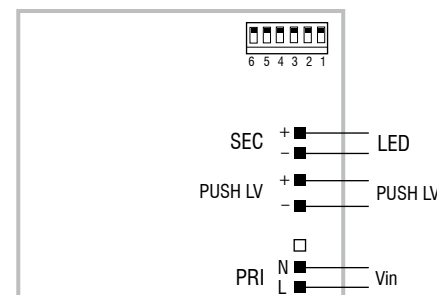 6 5 4 3 2 1
SEC + LED
−
PUSH LV + PUSH LV
−
PRI N Vin
L